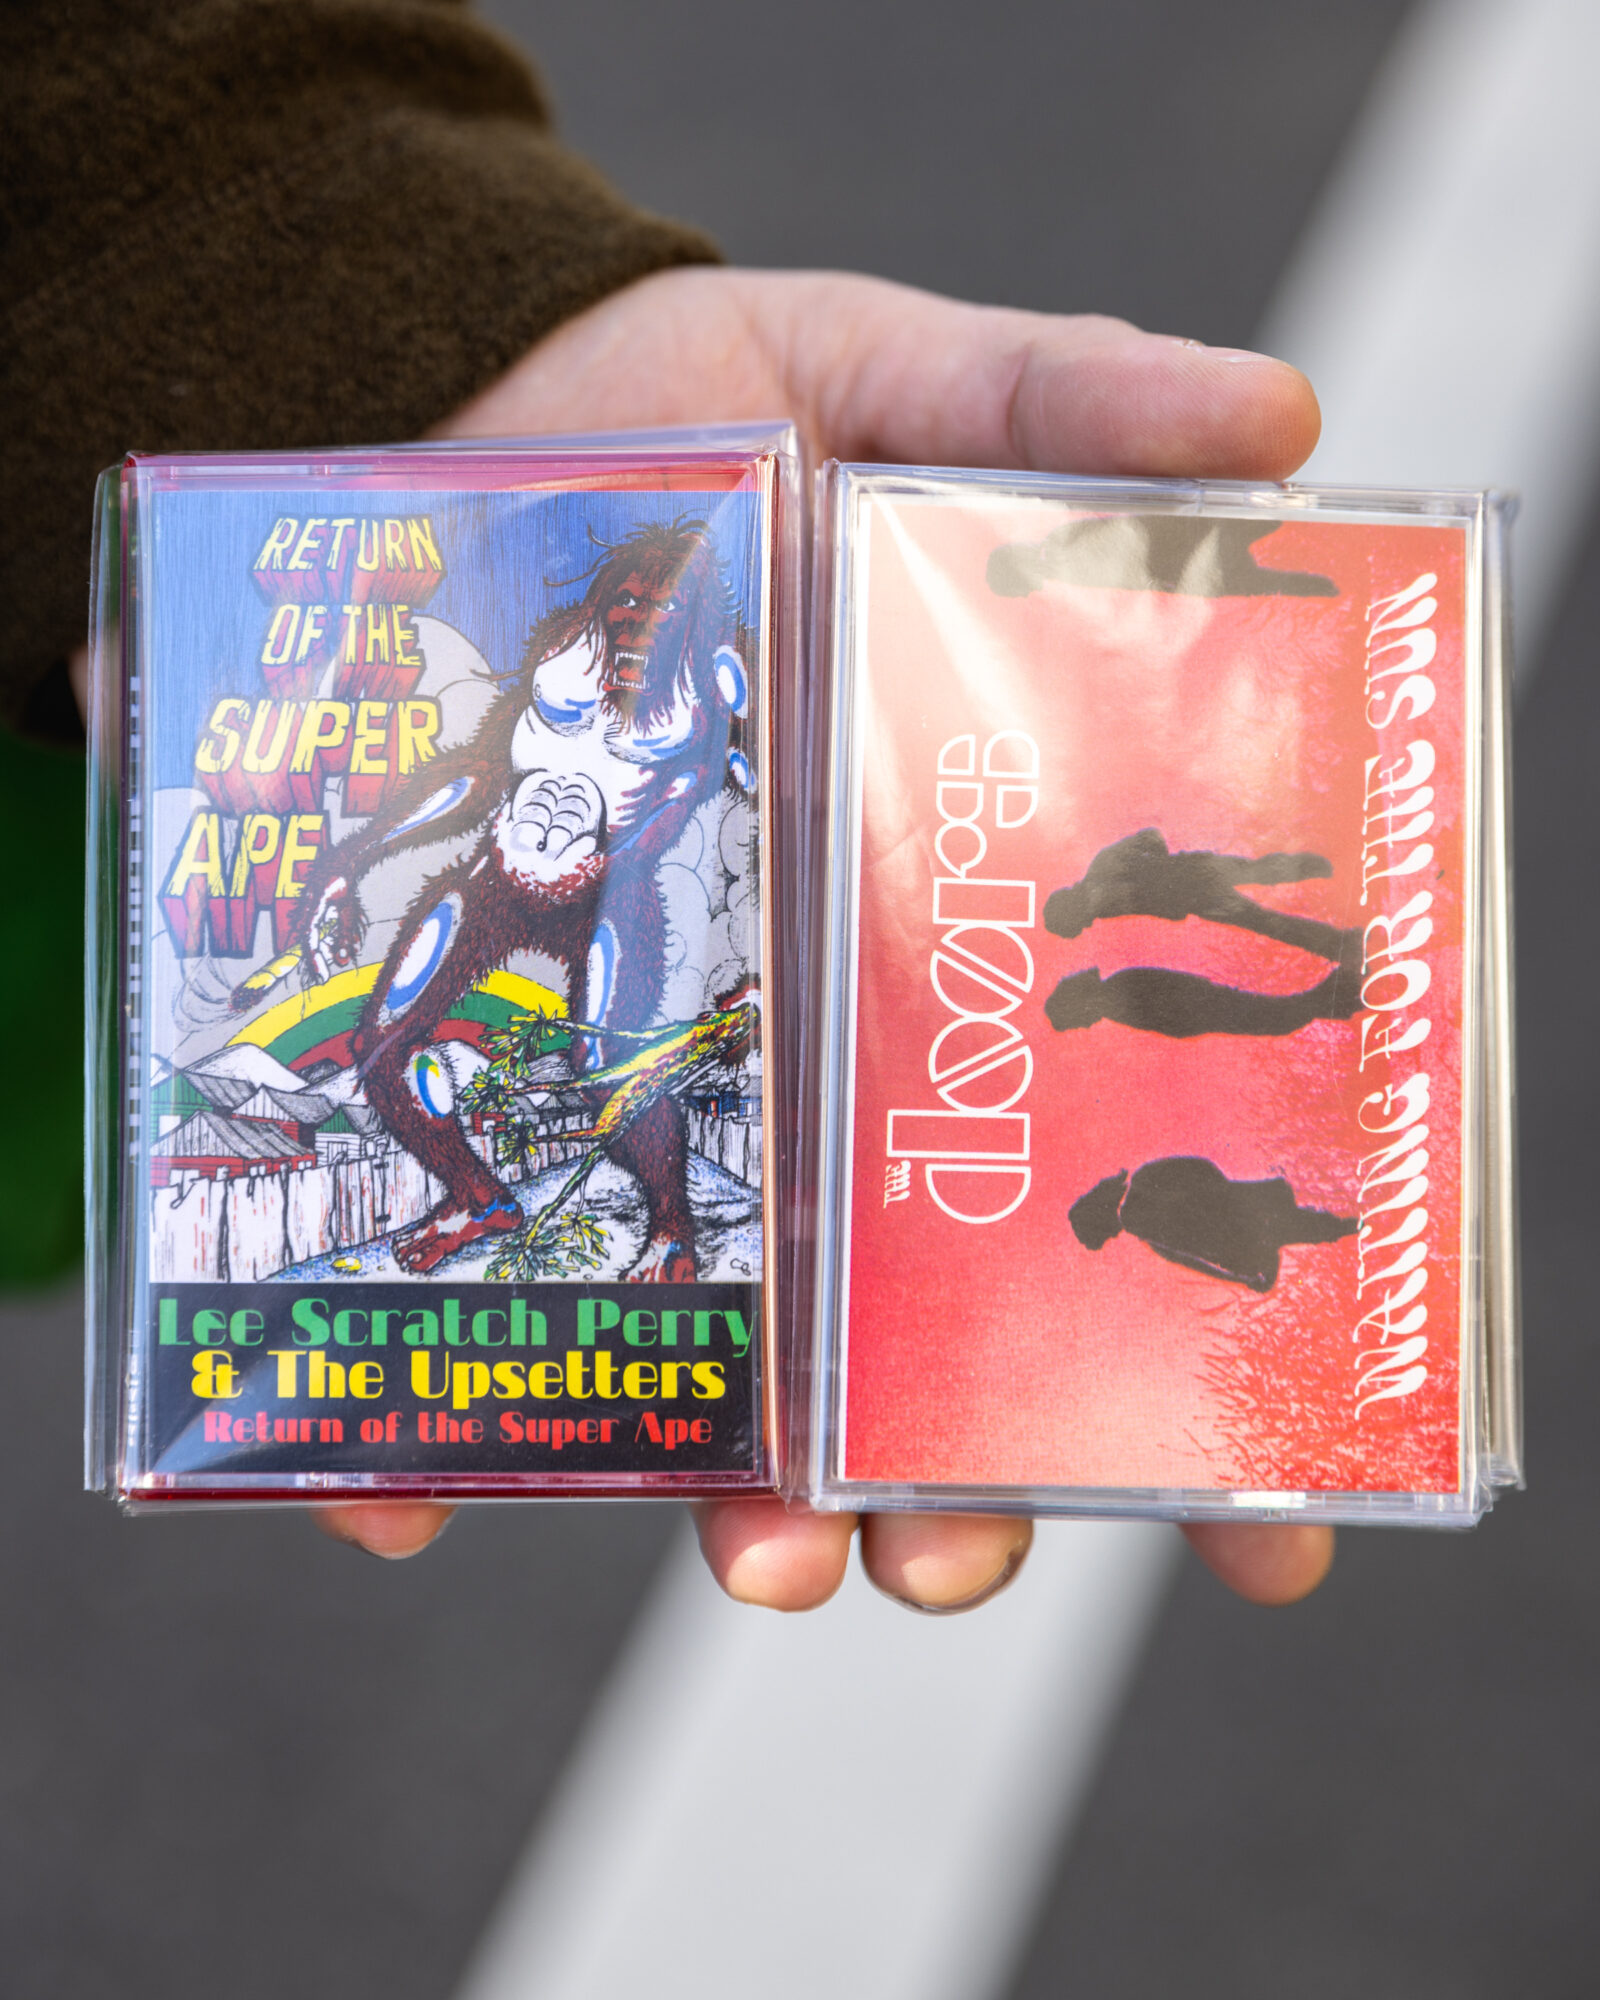 RETURN
OF THE
SUPER
APE
CB
Lee Scratch Perry
& The Upsetters
Return of the Super Ape
THE
DOORS
WAITING FOR THE SUN